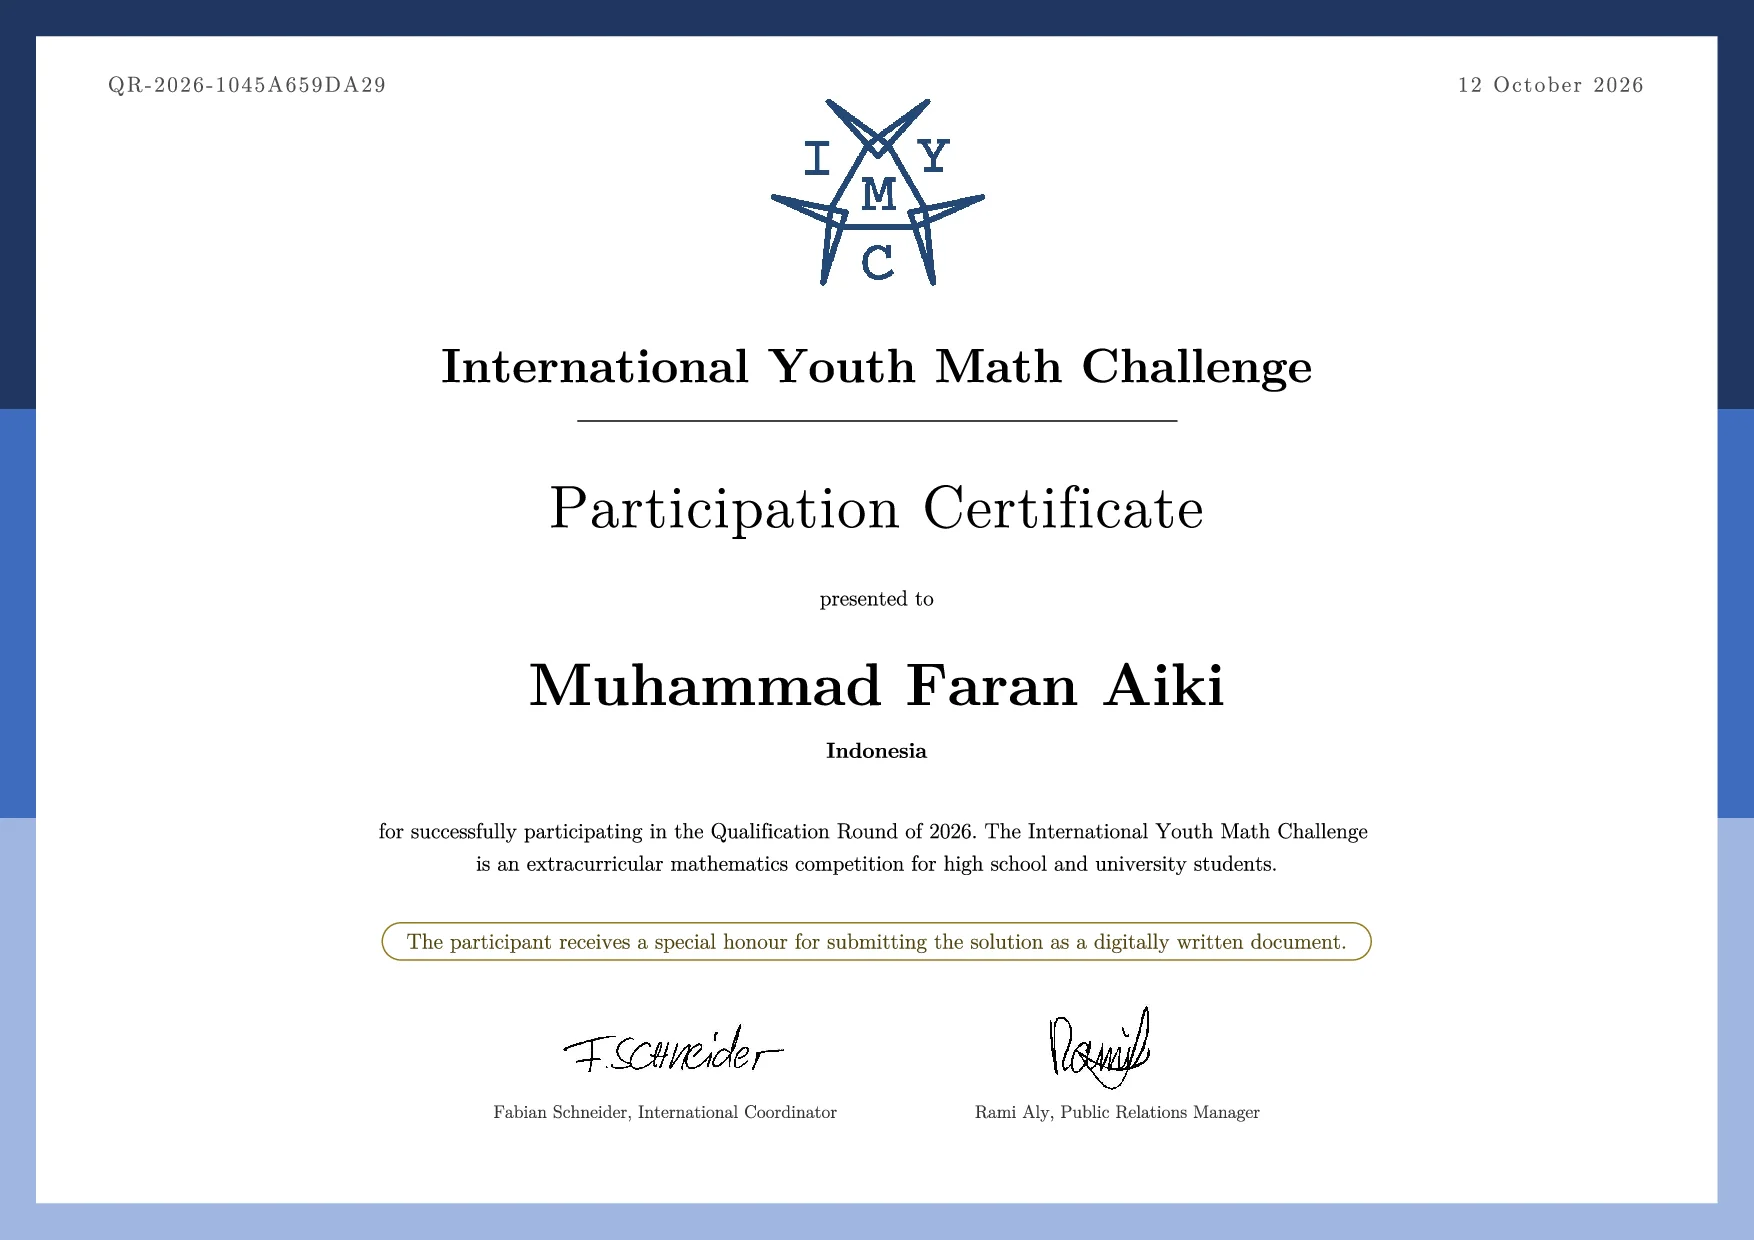 QR-2026-1045A659DA29
12 October 2026
I Y
M
C
International Youth Math Challenge
Participation Certificate
presented to
Muhammad Faran Aiki
Indonesia
for successfully participating in the Qualification Round of 2026. The International Youth Math Challenge
is an extracurricular mathematics competition for high school and university students.
The participant receives a special honour for submitting the solution as a digitally written document.
F. Schneider
Rami
Fabian Schneider, International Coordinator
Rami Aly, Public Relations Manager